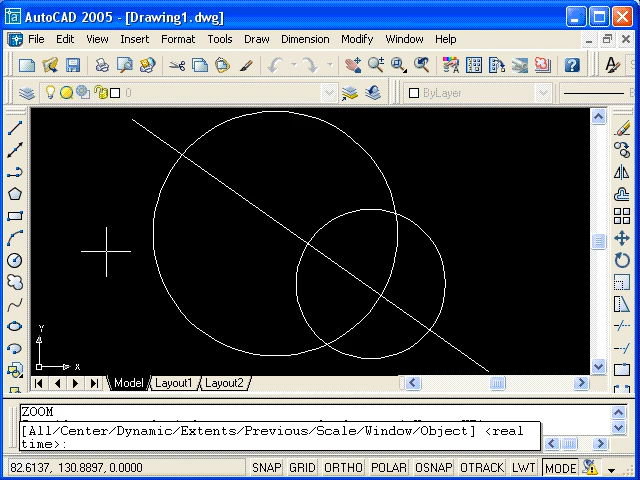 AutoCAD 2005 - [Drawing1.dwg]
File Edit View Insert Format Tools Draw Dimension Modify Window Help
0 ByLayer
Y
X
Model Layout1 Layout2
ZOOM
[All/Center/Dynamic/Extents/Previous/Scale/Window/Object] <real
time>:
82.6137, 130.8897, 0.0000 SNAP GRID ORTHO POLAR OSNAP OTRACK LWT MODE